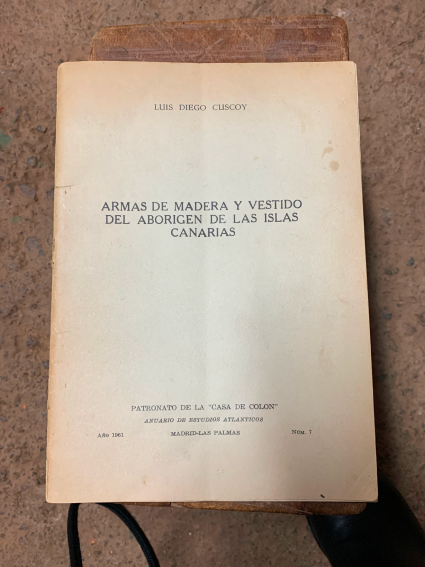 LUIS DIEGO CUSCOY
ARMAS DE MADERA Y VESTIDO
DEL ABORIGEN DE LAS ISLAS
CANARIAS
PATRONATO DE LA "CASA DE COLON"
ANUARIO DE ESTUDIOS ATLANTICOS
AÑO 1961 MADRID-LAS PALMAS NÚM. 7